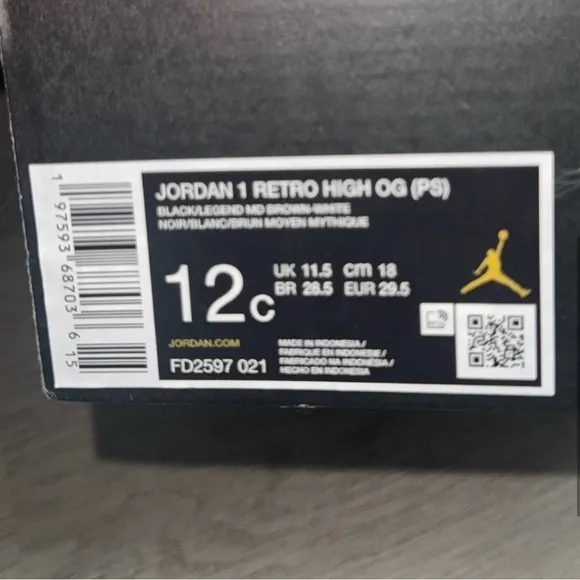 JORDAN 1 RETRO HIGH OG (PS)
BLACK/LEGEND MD BROWN-WHITE
NOIR/BLANC/BRUN MOYEN MYTHIQUE
12c
UK 11.5 cm 18
BR 28.5 EUR 29.5
JORDAN.COM
FD2597 021
MADE IN INDONESIA/
FABRIQUE EN INDONESIE/
FABRICADO NA INDONESIA/
HECHO EN INDONESIA
1 97593 68703 6 15